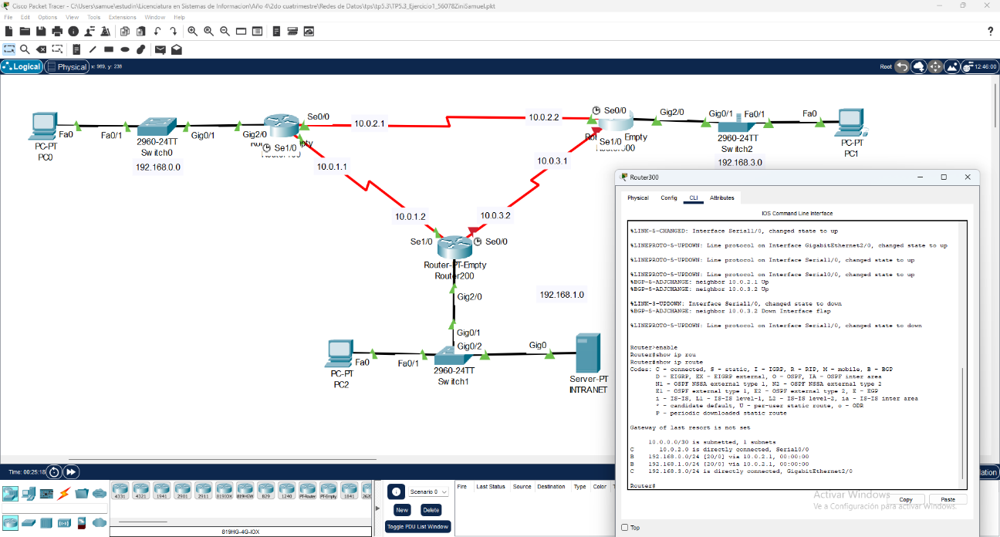 Cisco Packet Tracer - C:\Users\samue\estudin\Licenciatura en Sistemas de Informacion\Año 4\2do cuatrimestre\Redes de Datos\tps\tp5.3\TP5.3_Ejercicio1_56078ZiniSamuel.pkt
File Edit Options View Tools Extensions Window Help
?
Logical Physical x: 989, y: 238 Root 12:46:00
Se0/0 10.0.2.1 10.0.2.2 Se0/0 Gig2/0 Gig0/1 Fa0/1 Fa0
Fa0 Fa0/1 Gig0/1 Gig2/0
PC-PT
PC0
2960-24TT
Switch0
192.168.0.0
Se1/0
10.0.1.1
Se1/0
Empty
10.0.3.1
2960-24TT
Switch2
192.168.3.0
PC-PT
PC1
10.0.1.2 10.0.3.2
Se1/0 Se0/0
Router-PT-Empty
Router200
Gig2/0
192.168.1.0
Gig0/1
Gig0/2 Gig0
Fa0 Fa0/1
PC-PT
PC2
2960-24TT
Switch1
Server-PT
INTRANET
Router300
Physical Config CLI Attributes
IOS Command Line Interface
%LINK-5-CHANGED: Interface Serial1/0, changed state to up
%LINEPROTO-5-UPDOWN: Line protocol on Interface GigabitEthernet2/0, changed state to up
%LINEPROTO-5-UPDOWN: Line protocol on Interface Serial1/0, changed state to up
%LINEPROTO-5-UPDOWN: Line protocol on Interface Serial0/0, changed state to up
%BGP-5-ADJCHANGE: neighbor 10.0.2.1 Up
%BGP-5-ADJCHANGE: neighbor 10.0.3.2 Up
%LINK-3-UPDOWN: Interface Serial1/0, changed state to down
%BGP-5-ADJCHANGE: neighbor 10.0.3.2 Down Interface flap
%LINEPROTO-5-UPDOWN: Line protocol on Interface Serial1/0, changed state to down
Router>enable
Router#show ip rou
Router#show ip route
Codes: C - connected, S - static, I - IGRP, R - RIP, M - mobile, B - BGP
D - EIGRP, EX - EIGRP external, O - OSPF, IA - OSPF inter area
N1 - OSPF NSSA external type 1, N2 - OSPF NSSA external type 2
E1 - OSPF external type 1, E2 - OSPF external type 2, E - EGP
i - IS-IS, L1 - IS-IS level-1, L2 - IS-IS level-2, ia - IS-IS inter area
* - candidate default, U - per-user static route, o - ODR
P - periodic downloaded static route
Gateway of last resort is not set
10.0.0.0/30 is subnetted, 1 subnets
C 10.0.2.0 is directly connected, Serial0/0
B 192.168.0.0/24 [20/0] via 10.0.2.1, 00:00:00
B 192.168.1.0/24 [20/0] via 10.0.2.1, 00:00:00
C 192.168.3.0/24 is directly connected, GigabitEthernet2/0
Router#
Copy Paste
Top
Activar Windows
Ve a Configuración para activar Windows.
Time: 00:25:18
4331 4321 1941 2901 2911 819IOX 819HGW 829 1240 PT-Router PT-Empty 1841
819HG-4G-IOX
Scenario 0
New Delete
Toggle PDU List Window
Fire Last Status Source Destination Type Color